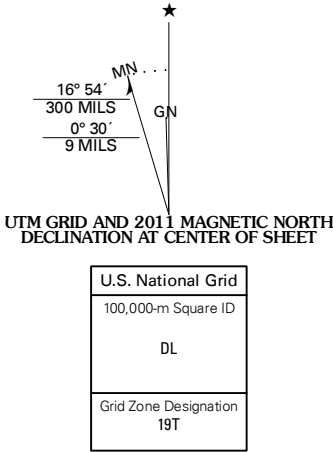 ★
MN
16° 54´
300 MILS
GN
0° 30´
9 MILS
UTM GRID AND 2011 MAGNETIC NORTH
DECLINATION AT CENTER OF SHEET
U.S. National Grid
100,000-m Square ID
DL
Grid Zone Designation
19T